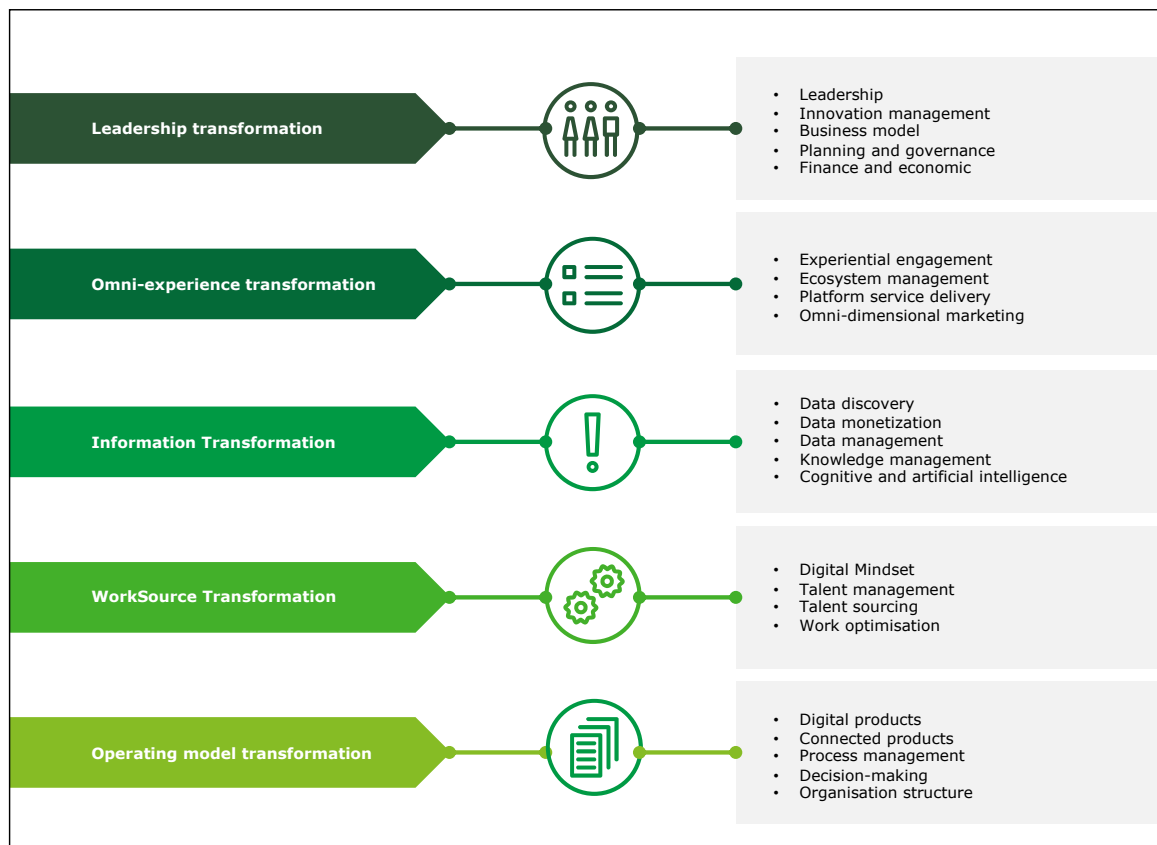 Leadership transformation
• Leadership
• Innovation management
• Business model
• Planning and governance
• Finance and economic
Omni-experience transformation
• Experiential engagement
• Ecosystem management
• Platform service delivery
• Omni-dimensional marketing
Information Transformation
• Data discovery
• Data monetization
• Data management
• Knowledge management
• Cognitive and artificial intelligence
WorkSource Transformation
• Digital Mindset
• Talent management
• Talent sourcing
• Work optimisation
Operating model transformation
• Digital products
• Connected products
• Process management
• Decision-making
• Organisation structure